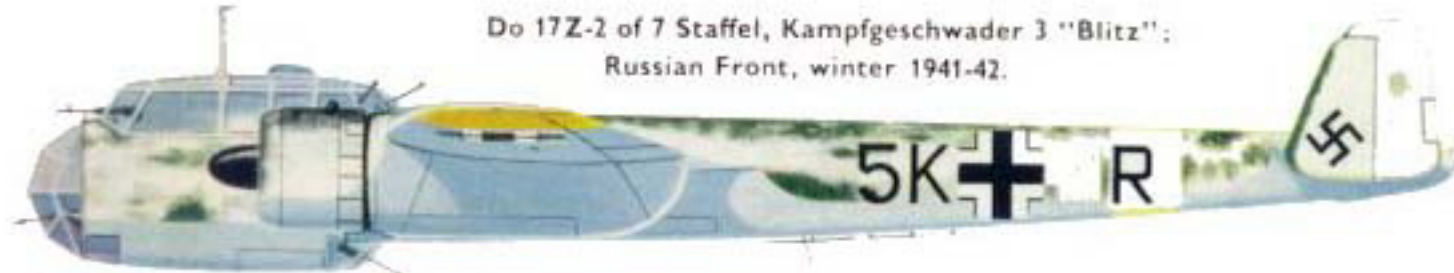 Do 17Z-2 of 7 Staffel, Kampfgeschwader 3 "Blitz";
Russian Front, winter 1941-42.
5K R